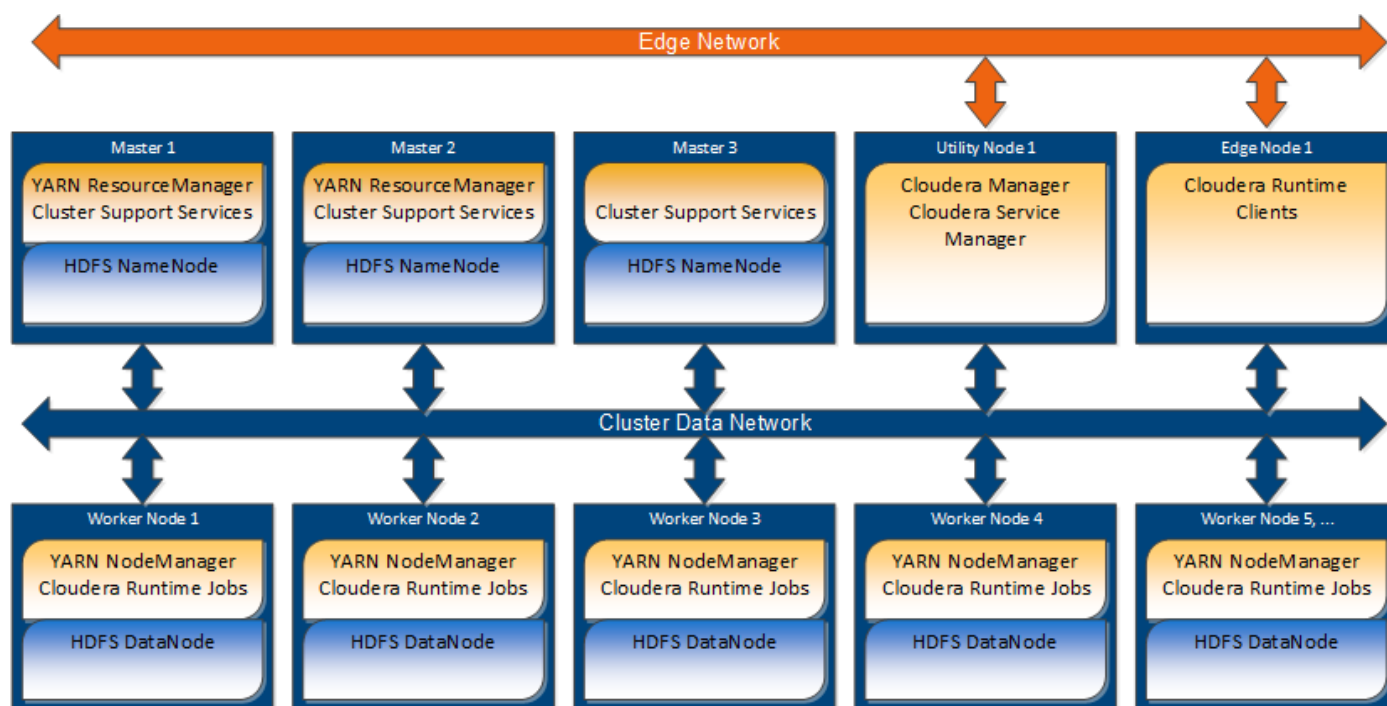 Edge Network
Master 1
YARN ResourceManager
Cluster Support Services
HDFS NameNode
Master 2
YARN ResourceManager
Cluster Support Services
HDFS NameNode
Master 3
Cluster Support Services
HDFS NameNode
Utility Node 1
Cloudera Manager
Cloudera Service
Manager
Edge Node 1
Cloudera Runtime
Clients
Cluster Data Network
Worker Node 1
YARN NodeManager
Cloudera Runtime Jobs
HDFS DataNode
Worker Node 2
YARN NodeManager
Cloudera Runtime Jobs
HDFS DataNode
Worker Node 3
YARN NodeManager
Cloudera Runtime Jobs
HDFS DataNode
Worker Node 4
YARN NodeManager
Cloudera Runtime Jobs
HDFS DataNode
Worker Node 5, ...
YARN NodeManager
Cloudera Runtime Jobs
HDFS DataNode